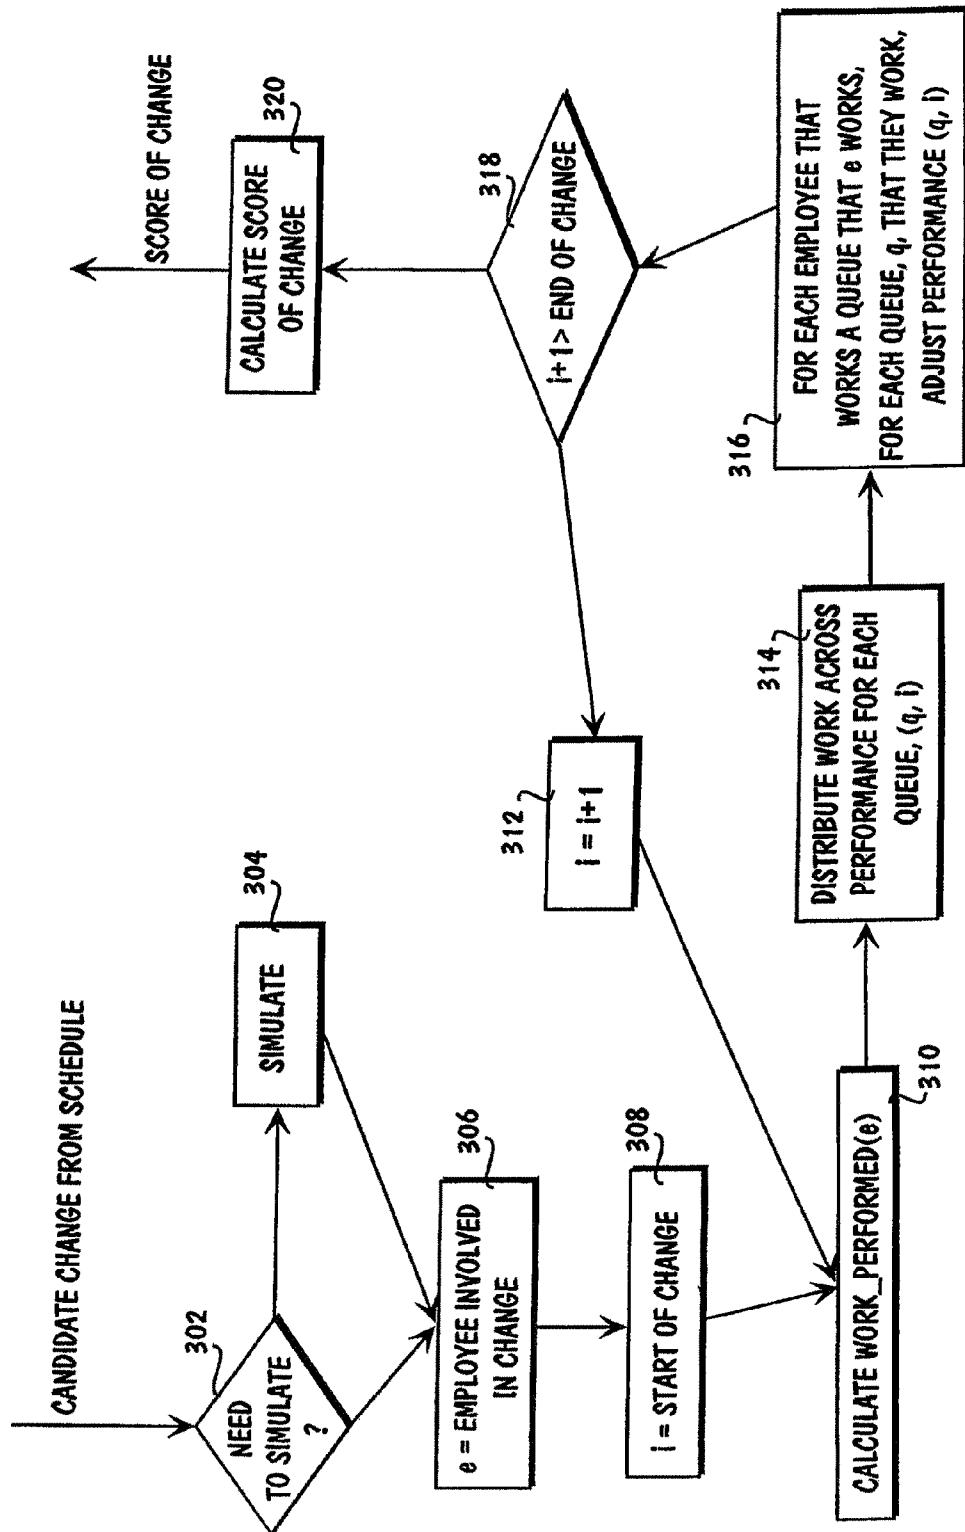 CANDIDATE CHANGE FROM SCHEDULE
302
NEED
TO SIMULATE
?
304
SIMULATE
306
e = EMPLOYEE INVOLVED
IN CHANGE
308
i = START OF CHANGE
310
CALCULATE WORK_PERFORMED(e)
312
i = i+1
314
DISTRIBUTE WORK ACROSS
PERFORMANCE FOR EACH
QUEUE, (q, i)
316
FOR EACH EMPLOYEE THAT
WORKS A QUEUE THAT e WORKS,
FOR EACH QUEUE, q, THAT THEY WORK,
ADJUST PERFORMANCE (q, i)
318
i+1> END OF CHANGE
320
CALCULATE SCORE
OF CHANGE
SCORE OF CHANGE